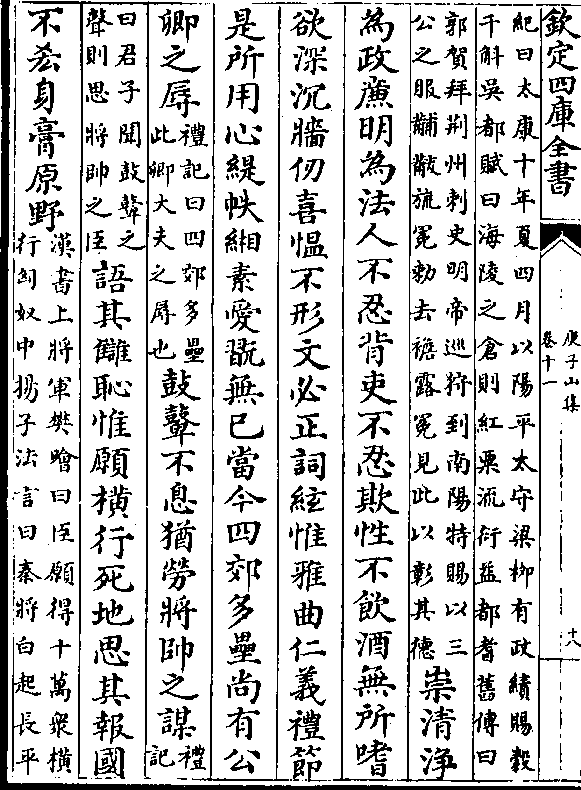 欽定四庫全書
庾子山集
卷十一
十八
紀曰太康十年夏四月以陽平太守梁栁有政績賜穀
千斛吳都賦曰海陵之倉則紅粟流衍益都耆舊傳曰
郭賀拜荆州刺史明帝巡狩到南陽特賜以三
公之服黼黻旒冕勅去襜露冕見此以彰其德
崇清浄
為政㢘明為法人不忍背吏不忍欺性不飲酒無所嗜
欲深沉牆仞喜愠不形文必正詞絃惟雅曲仁義禮節
是所用心緹帙緗素愛翫無已當今四郊多壘尚有公
卿之辱
禮記曰四郊多壘
此卿大夫之辱也
鼓鼙不息猶勞將帥之謀
禮記
曰君子聞鼓鼙之
聲則思將帥之臣
語其讎恥惟願横行死地思其報國
不忝身膏原野
漢書上將軍樊噲曰臣願得十萬衆横
行匈奴中揚子法言曰秦將白起長平